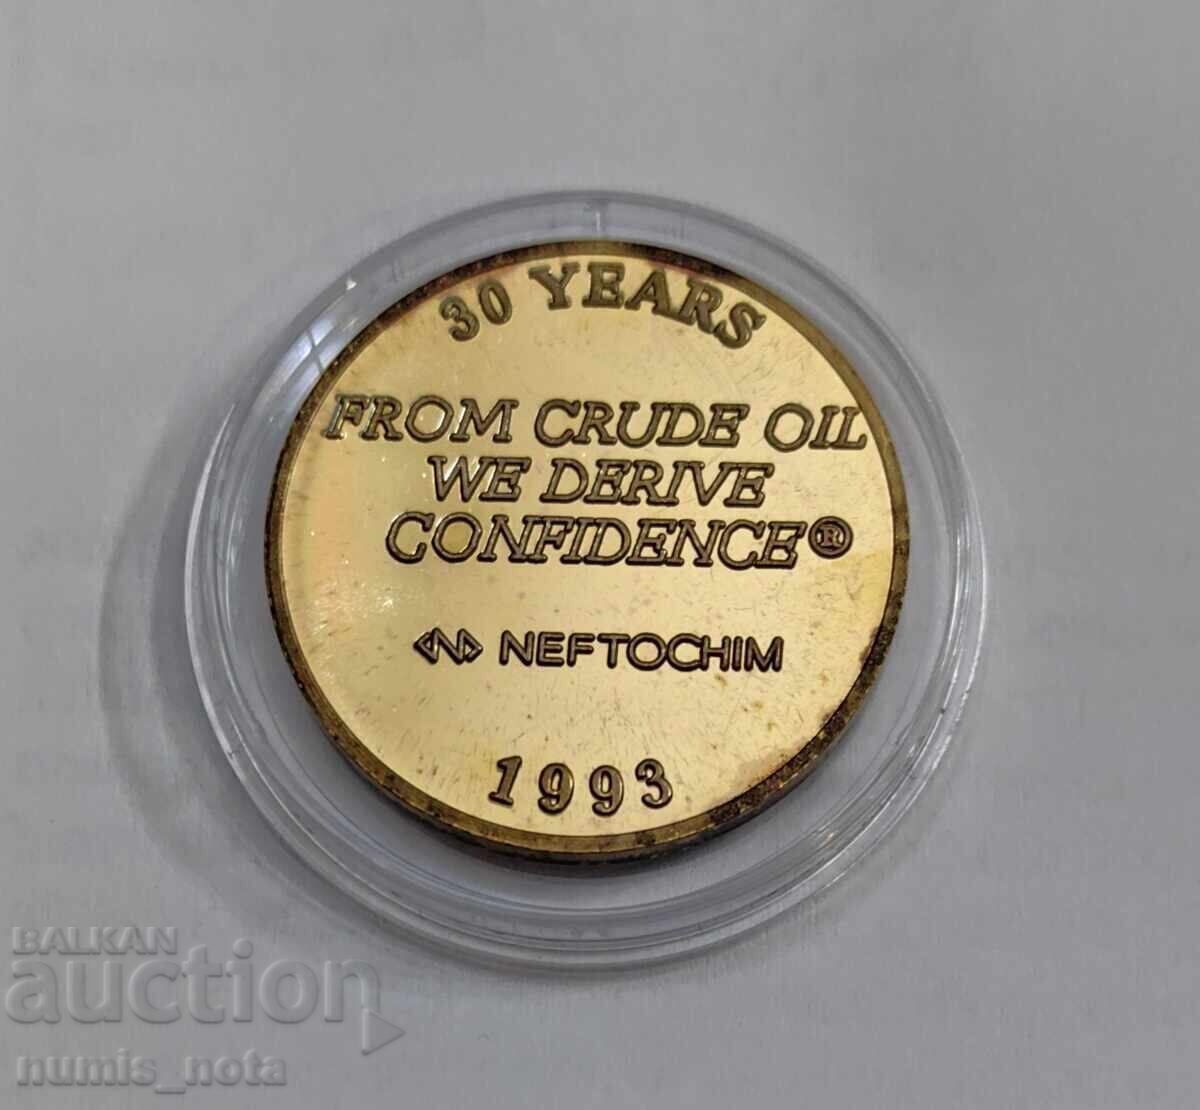 30 YEARS
FROM CRUDE OIL
WE DERIVE
CONFIDENCE®
NEFTOCHIM
1993
BALKAN
auction
numis_nota